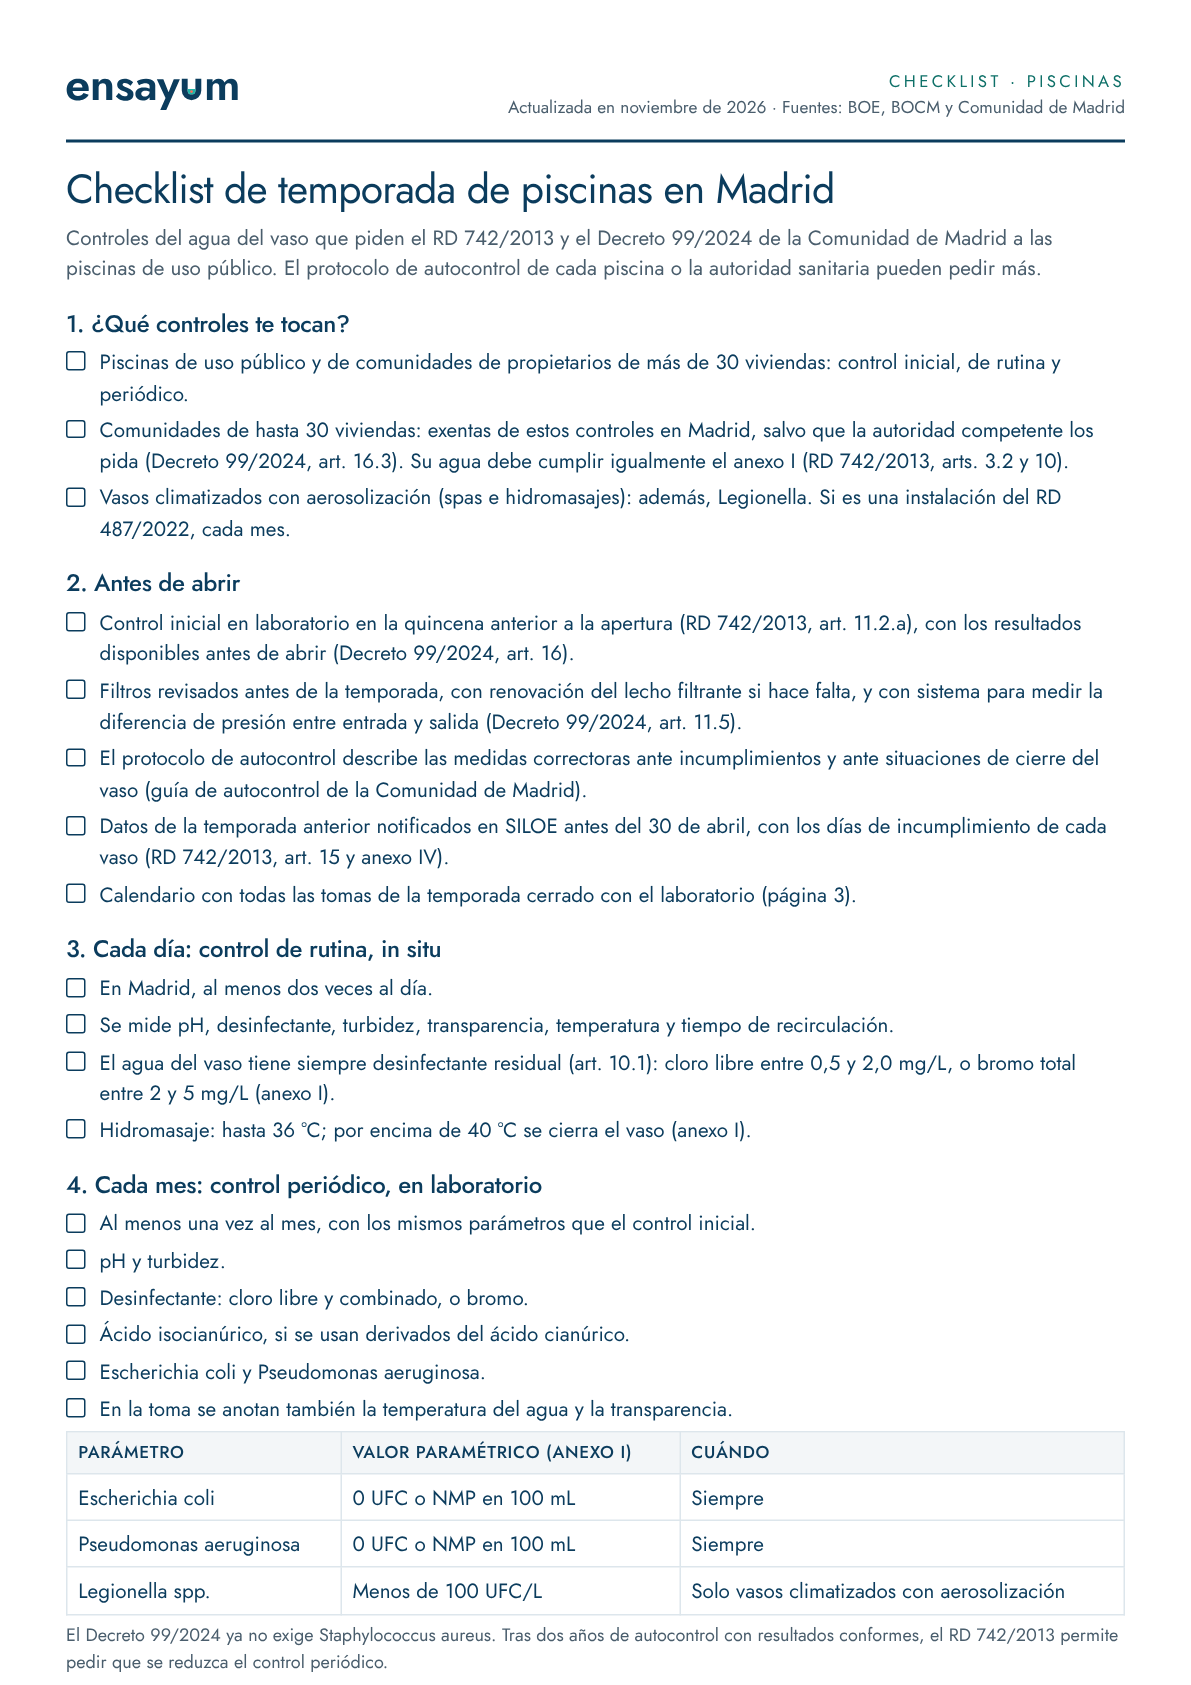 ensayum
CHECKLIST · PISCINAS
Actualizada en noviembre de 2026 · Fuentes: BOE, BOCM y Comunidad de Madrid
Checklist de temporada de piscinas en Madrid
Controles del agua del vaso que piden el RD 742/2013 y el Decreto 99/2024 de la Comunidad de Madrid a las
piscinas de uso público. El protocolo de autocontrol de cada piscina o la autoridad sanitaria pueden pedir más.
1. ¿Qué controles te tocan?
Piscinas de uso público y de comunidades de propietarios de más de 30 viviendas: control inicial, de rutina y
periódico.
Comunidades de hasta 30 viviendas: exentas de estos controles en Madrid, salvo que la autoridad competente los
pida (Decreto 99/2024, art. 16.3). Su agua debe cumplir igualmente el anexo I (RD 742/2013, arts. 3.2 y 10).
Vasos climatizados con aerosolización (spas e hidromasajes): además, Legionella. Si es una instalación del RD
487/2022, cada mes.
2. Antes de abrir
Control inicial en laboratorio en la quincena anterior a la apertura (RD 742/2013, art. 11.2.a), con los resultados
disponibles antes de abrir (Decreto 99/2024, art. 16).
Filtros revisados antes de la temporada, con renovación del lecho filtrante si hace falta, y con sistema para medir la
diferencia de presión entre entrada y salida (Decreto 99/2024, art. 11.5).
El protocolo de autocontrol describe las medidas correctoras ante incumplimientos y ante situaciones de cierre del
vaso (guía de autocontrol de la Comunidad de Madrid).
Datos de la temporada anterior notificados en SILOE antes del 30 de abril, con los días de incumplimiento de cada
vaso (RD 742/2013, art. 15 y anexo IV).
Calendario con todas las tomas de la temporada cerrado con el laboratorio (página 3).
3. Cada día: control de rutina, in situ
En Madrid, al menos dos veces al día.
Se mide pH, desinfectante, turbidez, transparencia, temperatura y tiempo de recirculación.
El agua del vaso tiene siempre desinfectante residual (art. 10.1): cloro libre entre 0,5 y 2,0 mg/L, o bromo total
entre 2 y 5 mg/L (anexo I).
Hidromasaje: hasta 36 °C; por encima de 40 °C se cierra el vaso (anexo I).
4. Cada mes: control periódico, en laboratorio
Al menos una vez al mes, con los mismos parámetros que el control inicial.
pH y turbidez.
Desinfectante: cloro libre y combinado, o bromo.
Ácido isocianúrico, si se usan derivados del ácido cianúrico.
Escherichia coli y Pseudomonas aeruginosa.
En la toma se anotan también la temperatura del agua y la transparencia.
PARÁMETRO VALOR PARAMÉTRICO (ANEXO I) CUÁNDO
Escherichia coli 0 UFC o NMP en 100 mL Siempre
Pseudomonas aeruginosa 0 UFC o NMP en 100 mL Siempre
Legionella spp. Menos de 100 UFC/L Solo vasos climatizados con aerosolización
El Decreto 99/2024 ya no exige Staphylococcus aureus. Tras dos años de autocontrol con resultados conformes, el RD 742/2013 permite
pedir que se reduzca el control periódico.